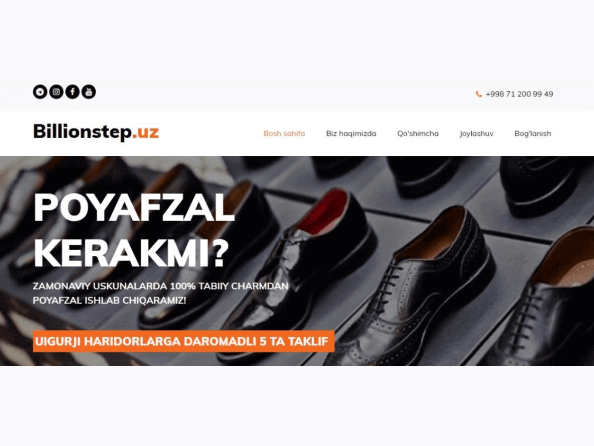 +998 71 200 99 49
Billionstep.uz
Bosh sahifa Biz haqimizda Qo'shimcha Joylashuv Bog'lanish
POYAFZAL
KERAKMI?
ZAMONAVIY USKUNALARDA 100% TABIIY CHARMDAN
POYAFZAL ISHLAB CHIQARAMIZ!
UIGURJI HARIDORLARGA DAROMADLI 5 TA TAKLIF